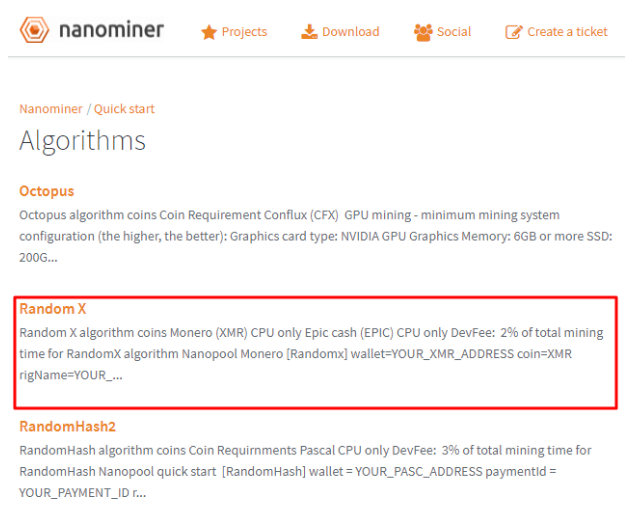 nanominer Projects Download Social Create a ticket
Nanominer / Quick start
Algorithms
Octopus
Octopus algorithm coins Coin Requirement Conflux (CFX) GPU mining - minimum mining system
configuration (the higher, the better): Graphics card type: NVIDIA GPU Graphics Memory: 6GB or more SSD:
200G...
Random X
Random X algorithm coins Monero (XMR) CPU only Epic cash (EPIC) CPU only DevFee: 2% of total mining
time for RandomX algorithm Nanopool Monero [Randomx] wallet=YOUR_XMR_ADDRESS coin=XMR
rigName=YOUR_...
RandomHash2
RandomHash algorithm coins Coin Requirnments Pascal CPU only DevFee: 3% of total mining time for
RandomHash Nanopool quick start [RandomHash] wallet = YOUR_PASC_ADDRESS paymentId =
YOUR_PAYMENT_ID r...